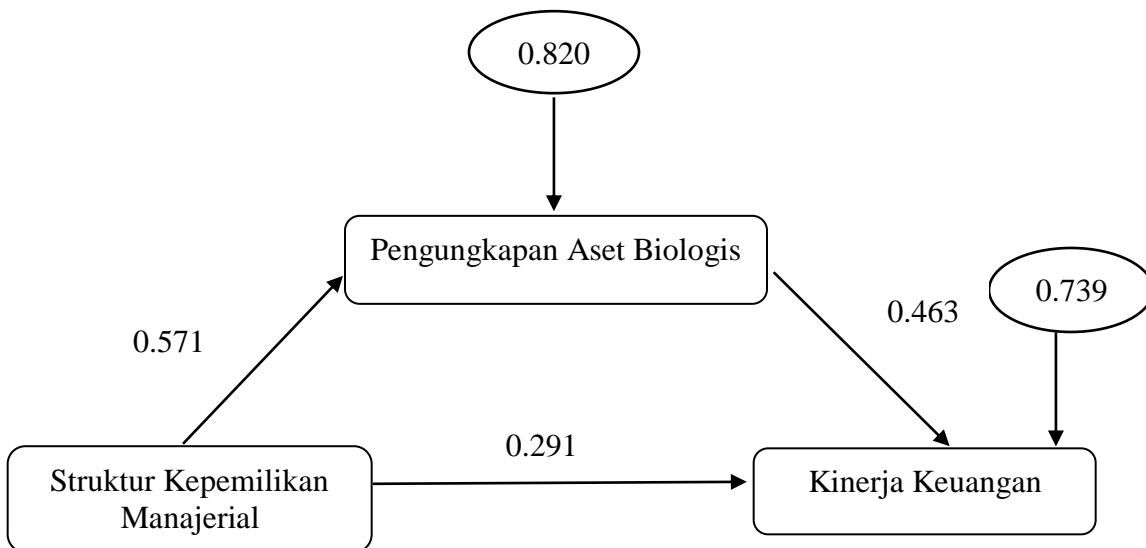 0.820
Pengungkapan Aset Biologis
0.739
0.463
0.571
0.291
Struktur Kepemilikan
Manajerial
Kinerja Keuangan